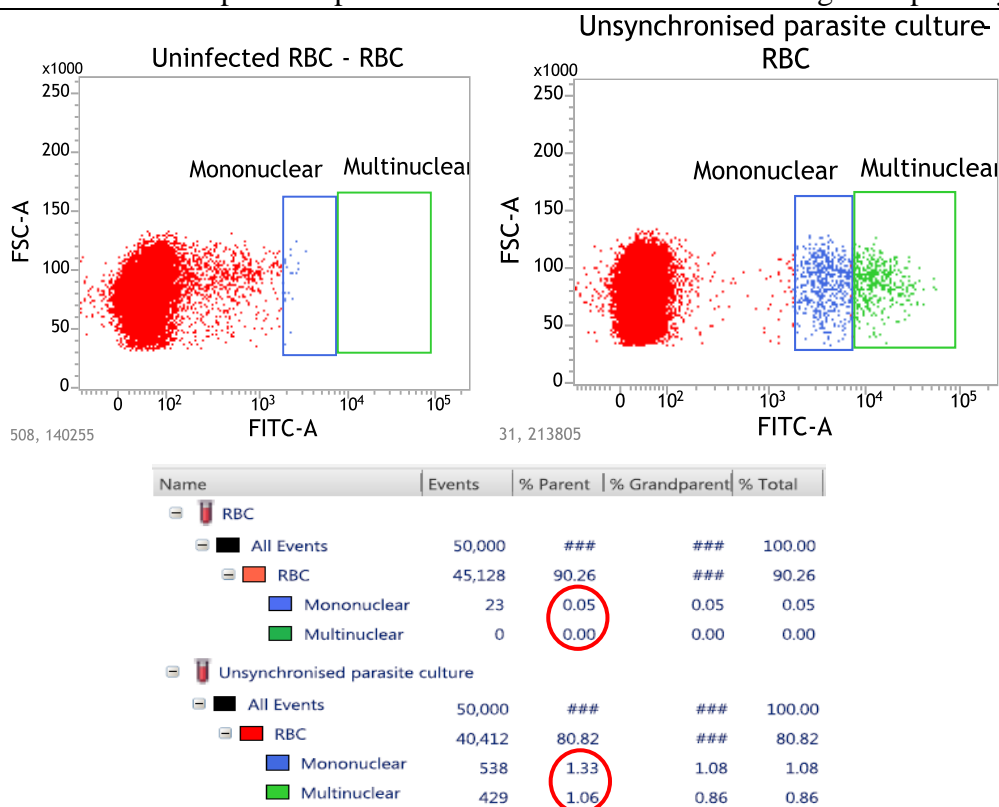 Unsynchronised parasite culture-
Uninfected RBC - RBC
RBC
x1000
x1000
250
250
200
200
Mononuclear
Multinuclear
Mononuclear
Multinuclear
150
150
FSC-A
FSC-A
100
100
50
50
0
0
0 10² 10³ 10⁴ 10⁵
0 10² 10³ 10⁴ 10⁵
FITC-A
FITC-A
508, 140255
31, 213805
Name Events % Parent % Grandparent % Total
RBC
All Events 50,000 ### ### 100.00
RBC 45,128 90.26 ### 90.26
Mononuclear 23 0.05 0.05 0.05
Multinuclear 0 0.00 0.00 0.00
Unsynchronised parasite culture
All Events 50,000 ### ### 100.00
RBC 40,412 80.82 ### 80.82
Mononuclear 538 1.33 1.08 1.08
Multinuclear 429 1.06 0.86 0.86